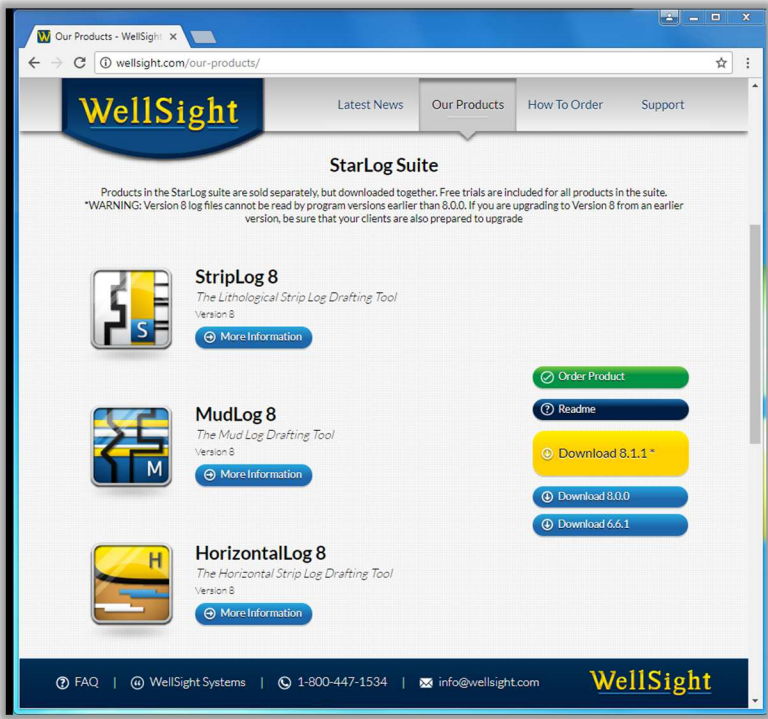 Our Products - WellSight
wellsight.com/our-products/
WellSight
Latest News
Our Products
How To Order
Support
StarLog Suite
Products in the StarLog suite are sold separately, but downloaded together. Free trials are included for all products in the suite.
*WARNING: Version 8 log files cannot be read by program versions earlier than 8.0.0. If you are upgrading to Version 8 from an earlier
version, be sure that your clients are also prepared to upgrade
S
StripLog 8
The Lithological Strip Log Drafting Tool
Version 8
More Information
M
MudLog 8
The Mud Log Drafting Tool
Version 8
More Information
H
HorizontalLog 8
The Horizontal Strip Log Drafting Tool
Version 8
More Information
Order Product
Readme
Download 8.1.1 *
Download 8.0.0
Download 6.6.1
FAQ | WellSight Systems | 1-800-447-1534 | info@wellsight.com
WellSight